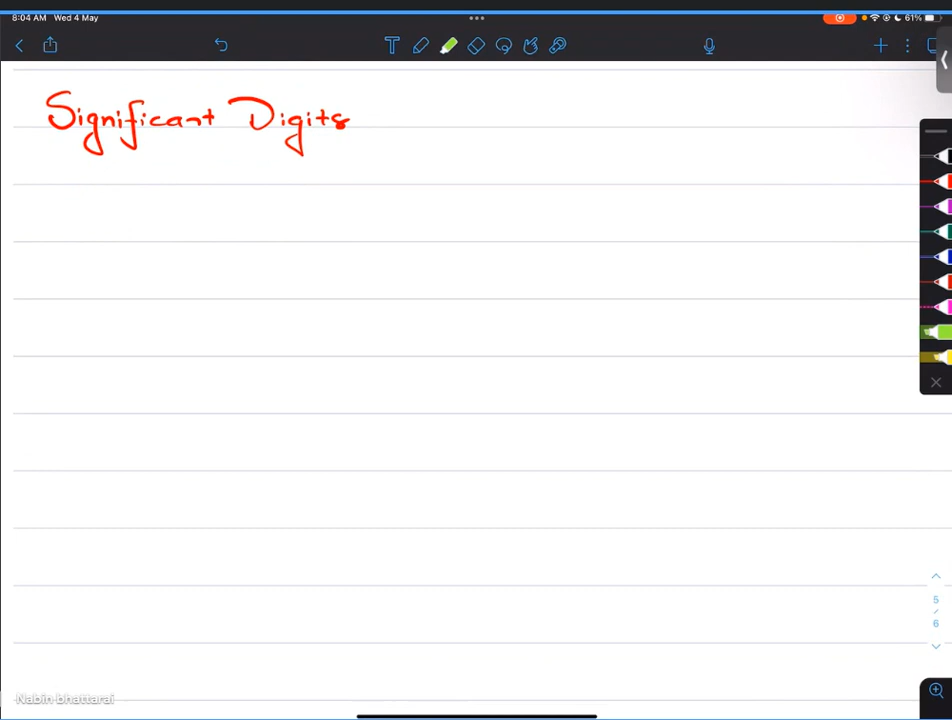 8:04 AM Wed 4 May
61%
Significant Digits
5
6
Nabin bhattarai